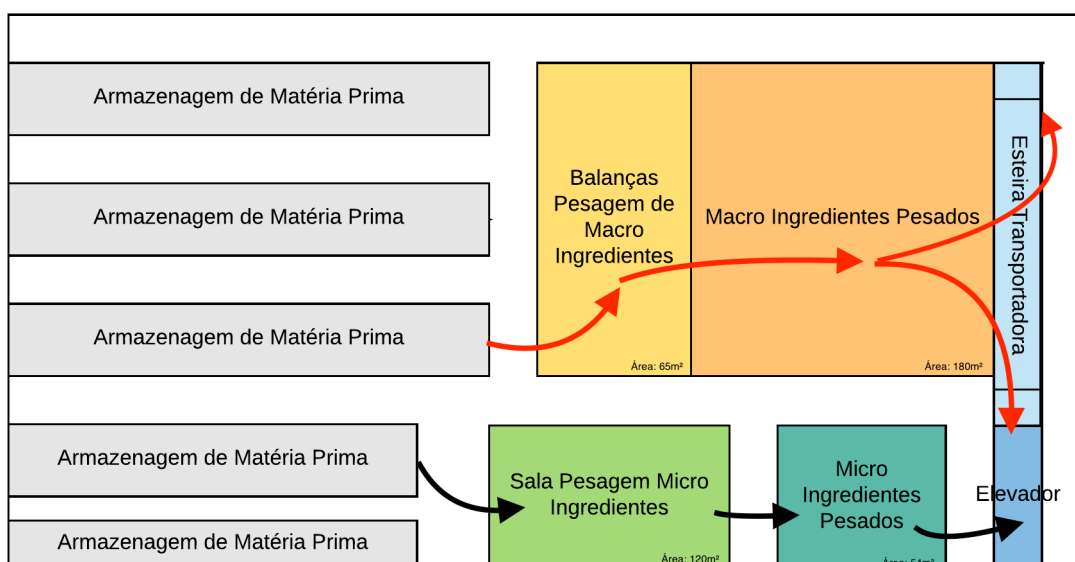 Armazenagem de Matéria Prima
Armazenagem de Matéria Prima
Armazenagem de Matéria Prima
Balanças
Pesagem de
Macro
Ingredientes
Área: 65m²
Macro Ingredientes Pesados
Área: 180m²
Esteira Transportadora
Armazenagem de Matéria Prima
Armazenagem de Matéria Prima
Sala Pesagem Micro
Ingredientes
Área: 120m²
Micro
Ingredientes
Pesados
Elevador